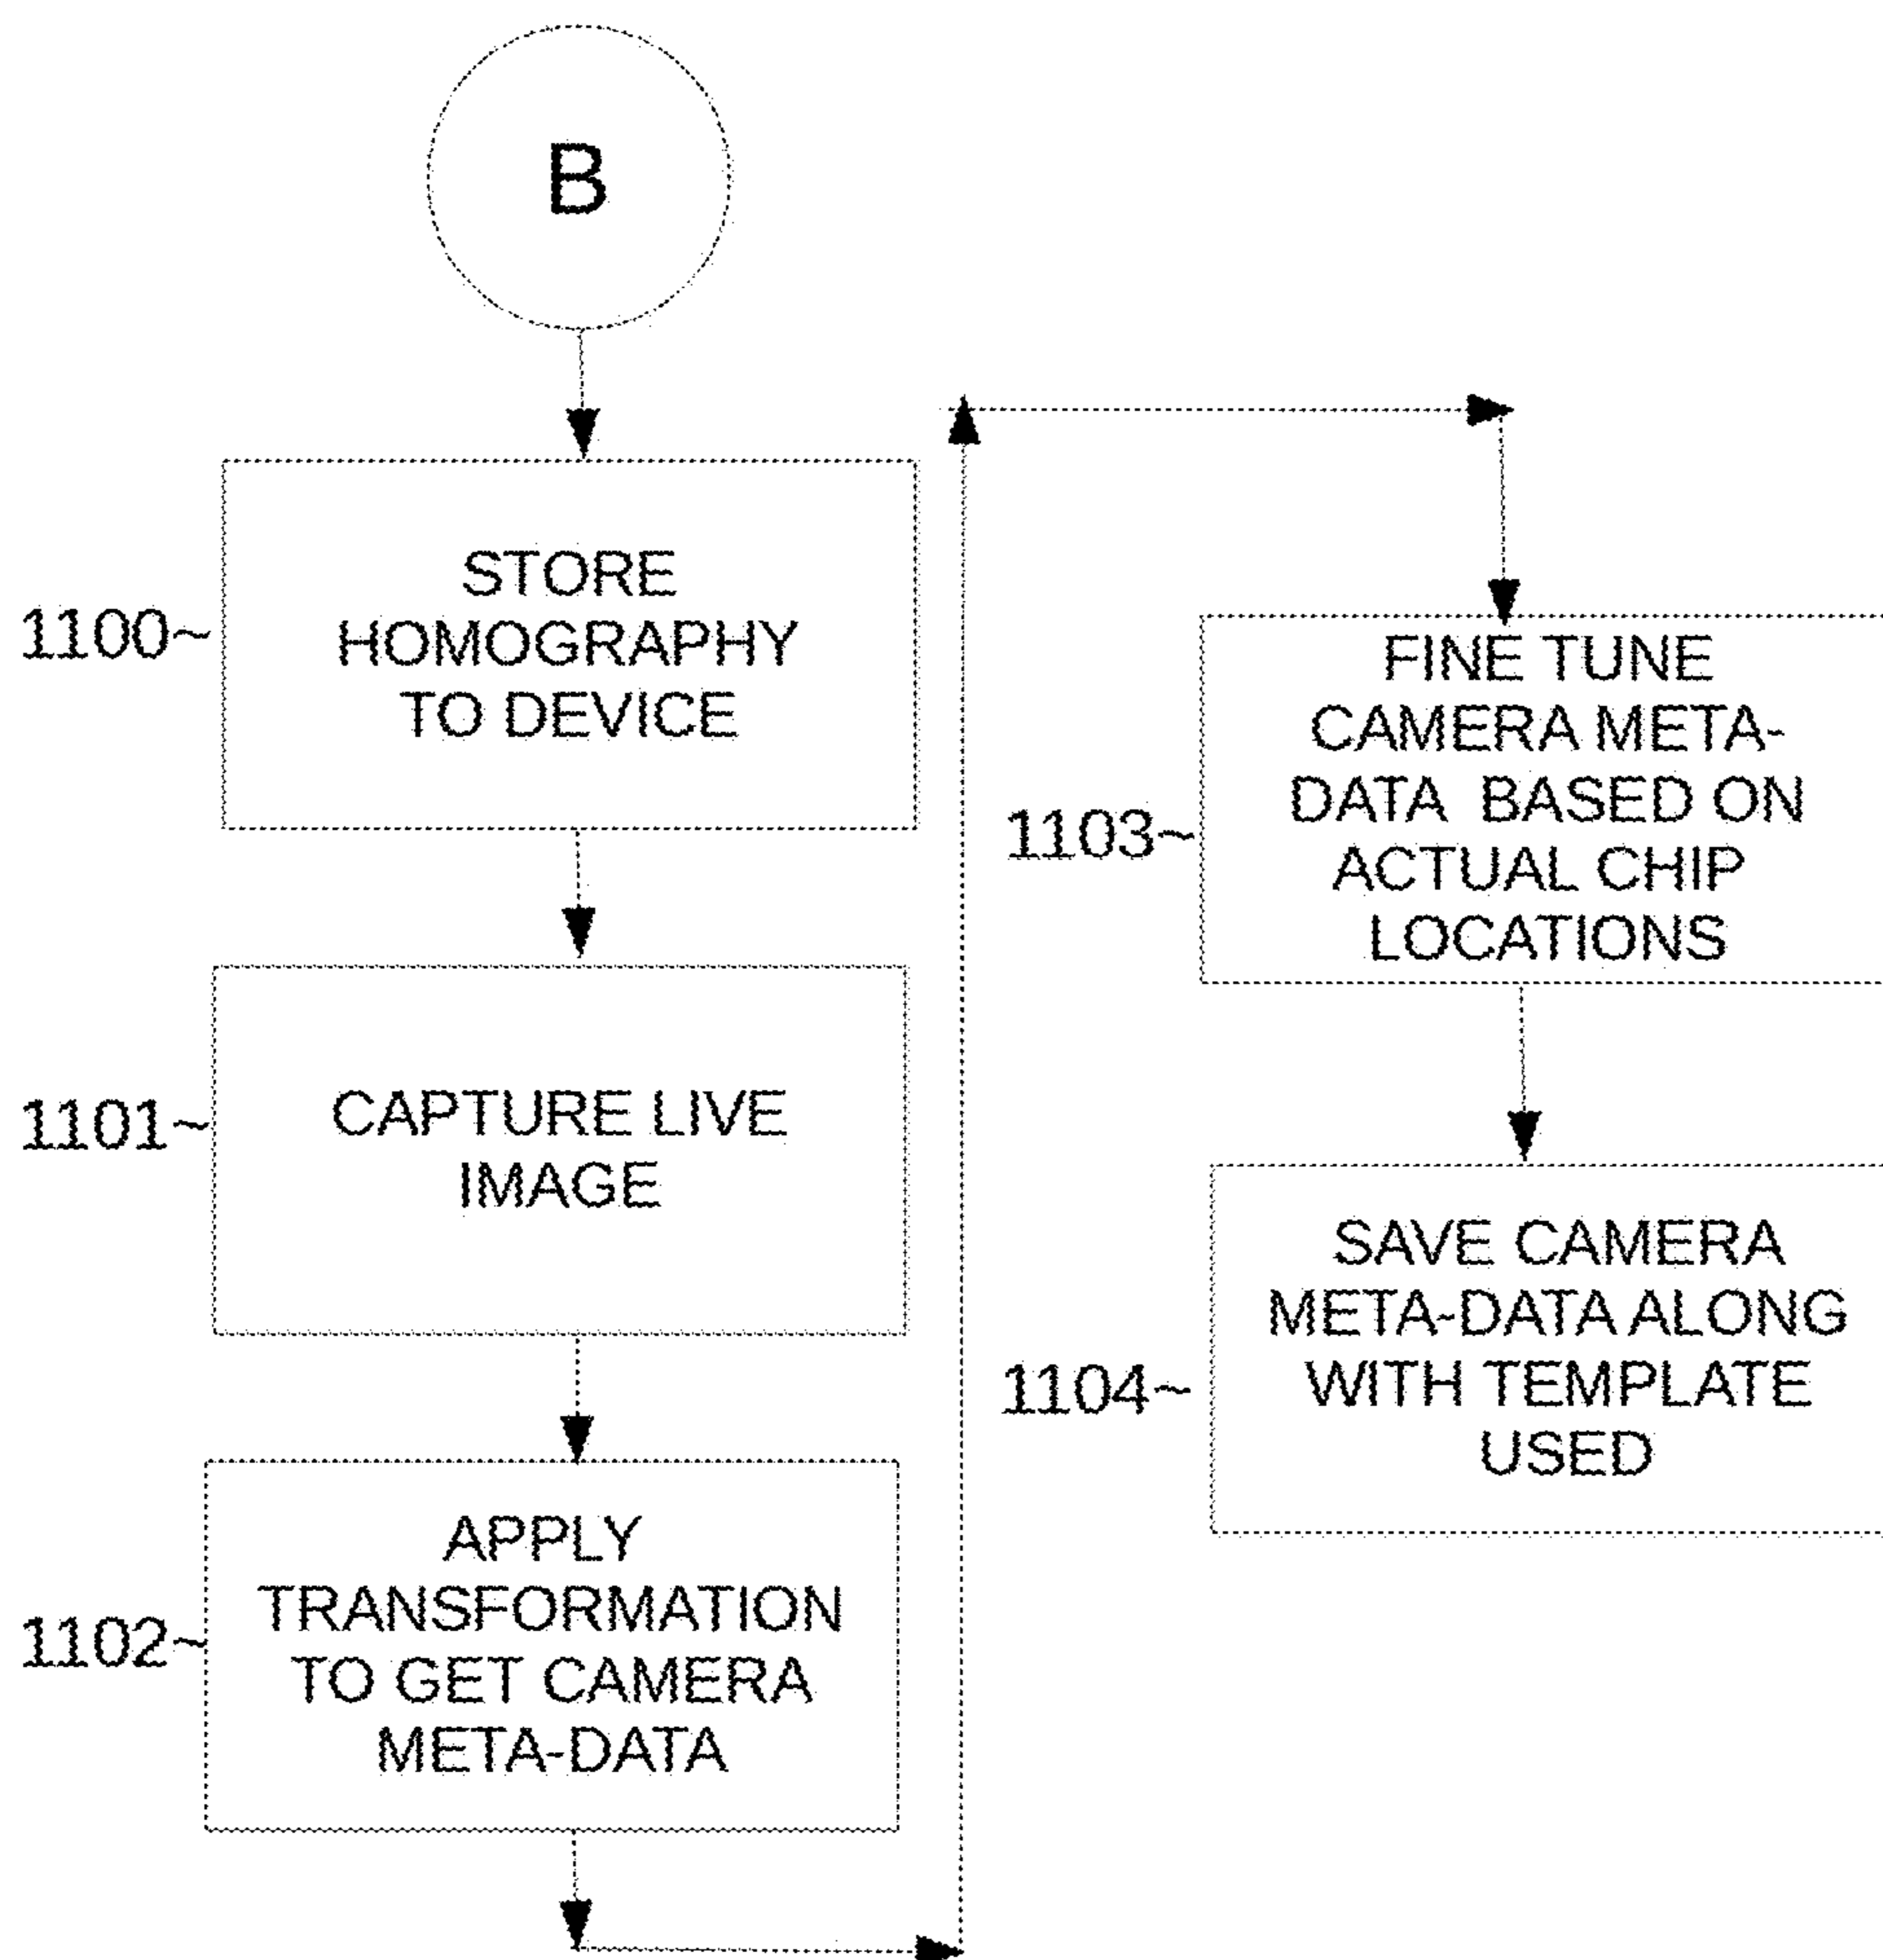 B
1100~
STORE
HOMOGRAPHY
TO DEVICE
1101~
CAPTURE LIVE
IMAGE
1102~
APPLY
TRANSFORMATION
TO GET CAMERA
META-DATA
1103~
FINE TUNE
CAMERA META-
DATA BASED ON
ACTUAL CHIP
LOCATIONS
1104~
SAVE CAMERA
META-DATA ALONG
WITH TEMPLATE
USED